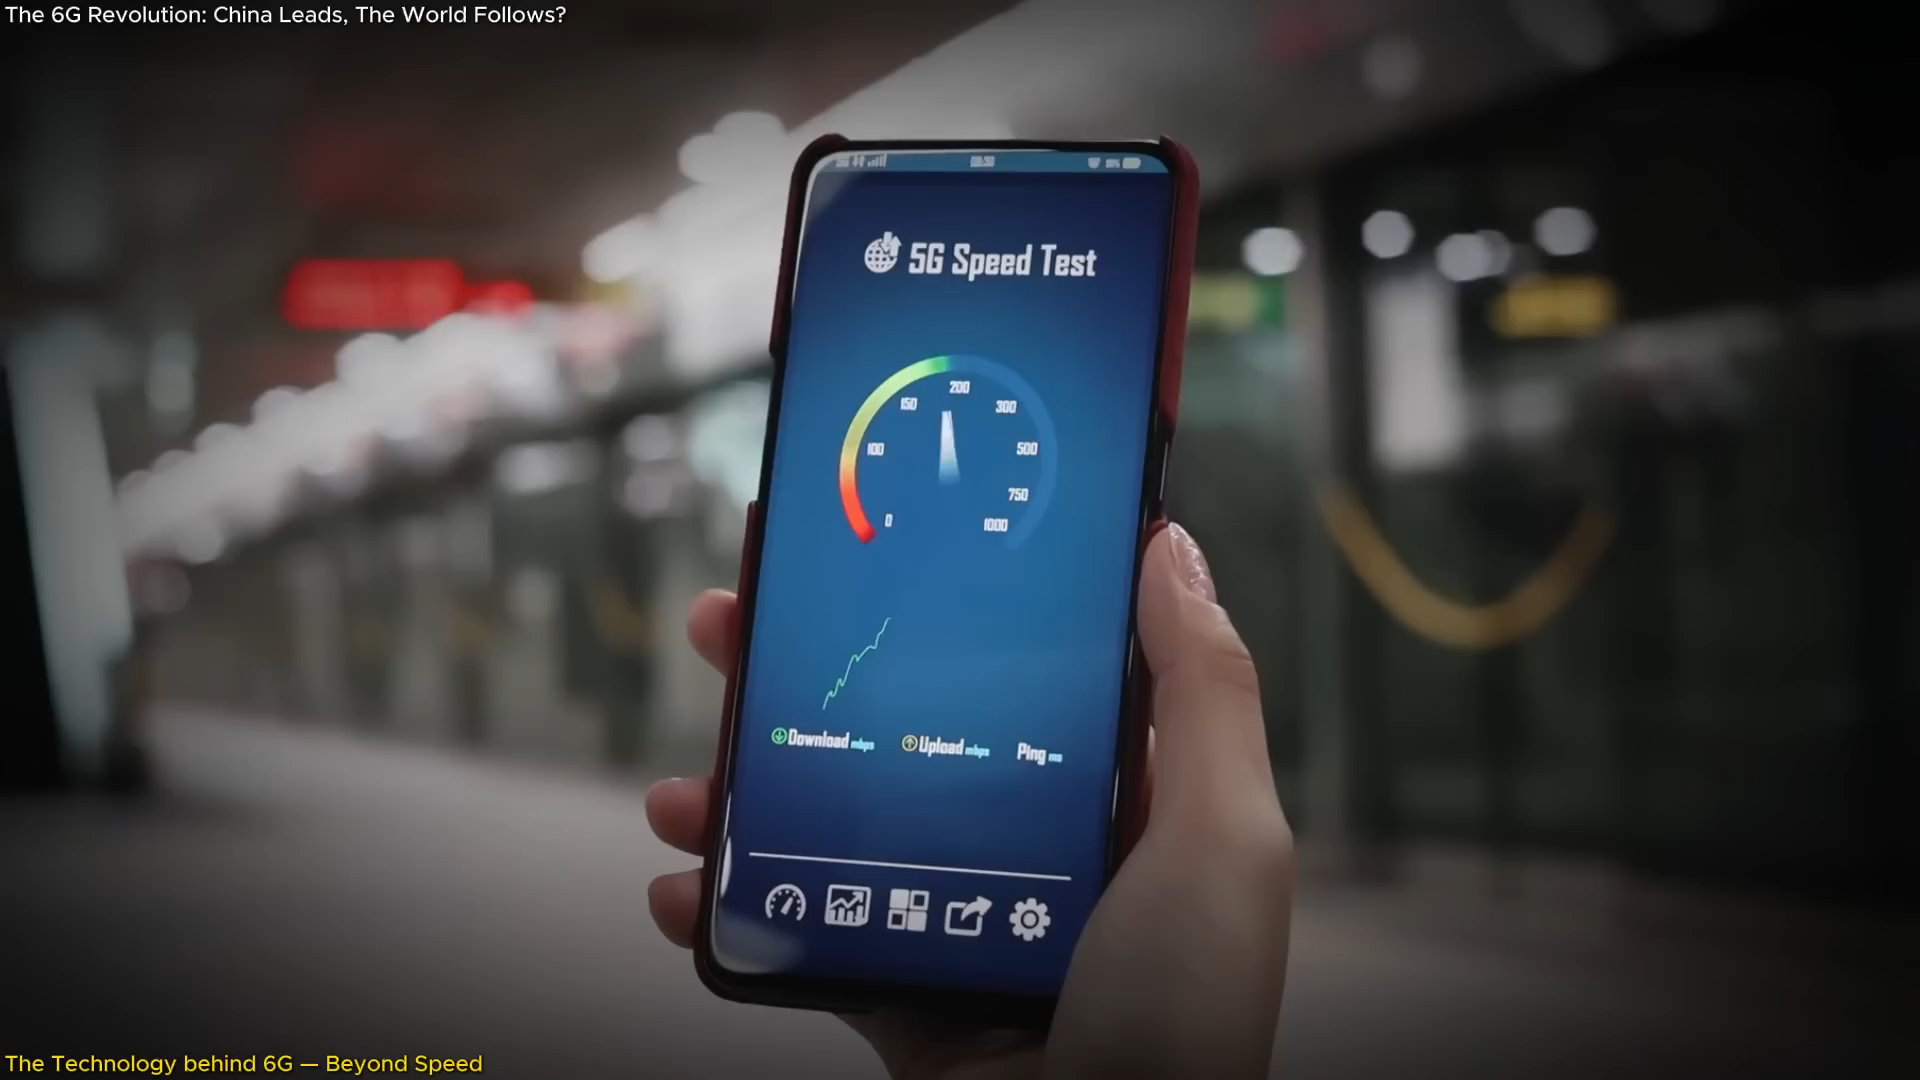 The 6G Revolution: China Leads, The World Follows?
5G Speed Test
200
150
300
100
500
750
0
1000
Download mbps
Upload mbps
Ping ms
The Technology behind 6G — Beyond Speed